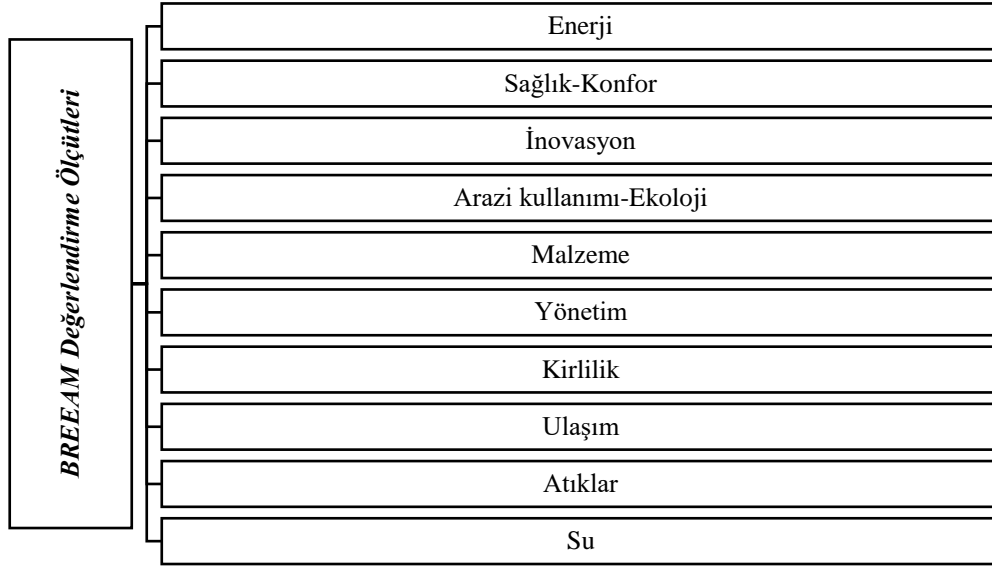 BREEAM Değerlendirme Ölçütleri
Enerji
Sağlık-Konfor
İnovasyon
Arazi kullanımı-Ekoloji
Malzeme
Yönetim
Kirlilik
Ulaşım
Atıklar
Su